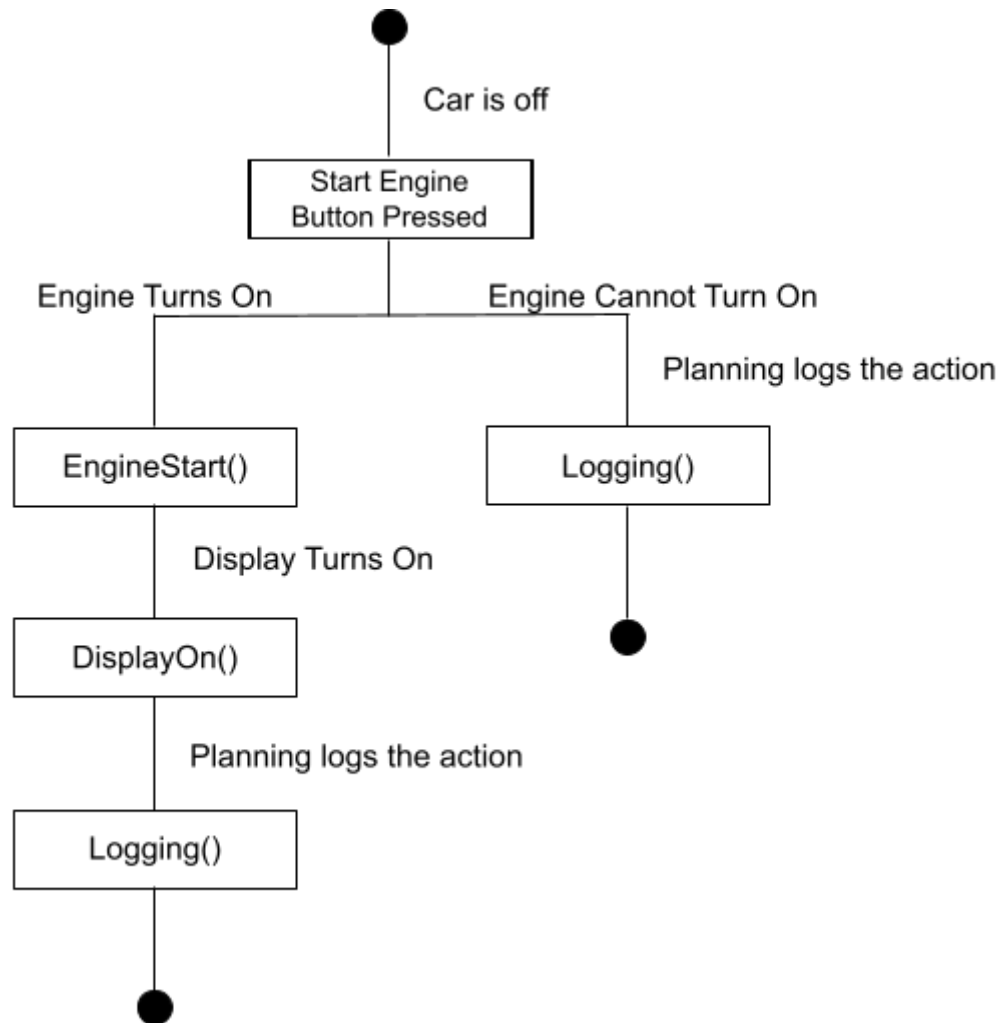 Car is off
Start Engine
Button Pressed
Engine Turns On
Engine Cannot Turn On
Planning logs the action
EngineStart()
Logging()
Display Turns On
DisplayOn()
Planning logs the action
Logging()